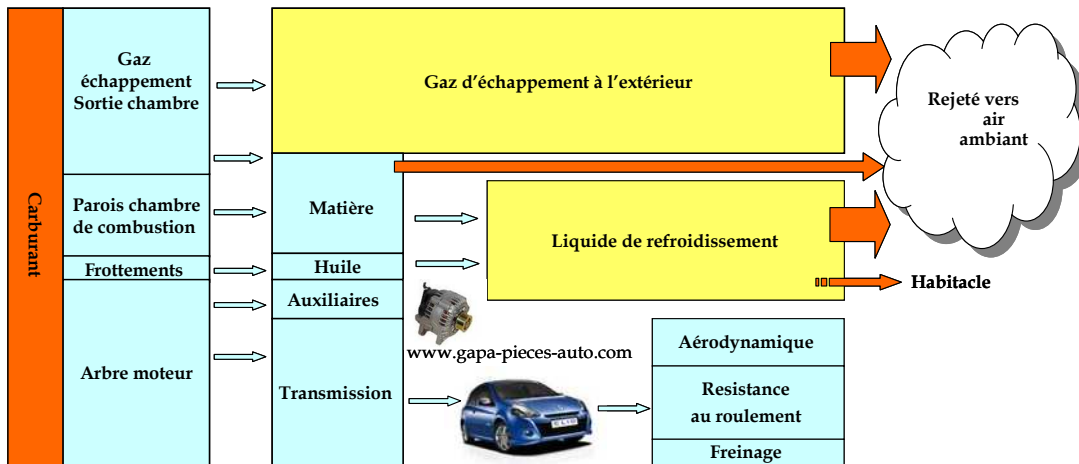 Carburant
Gaz
échappement
Sortie chambre
Parois chambre
de combustion
Frottements
Arbre moteur
Gaz d'échappement à l'extérieur
Matière
Huile
Auxiliaires
Transmission
Liquide de refroidissement
www.gapa-pieces-auto.com
CLIO
Aérodynamique
Resistance
au roulement
Freinage
Rejeté vers
air
ambiant
Habitacle